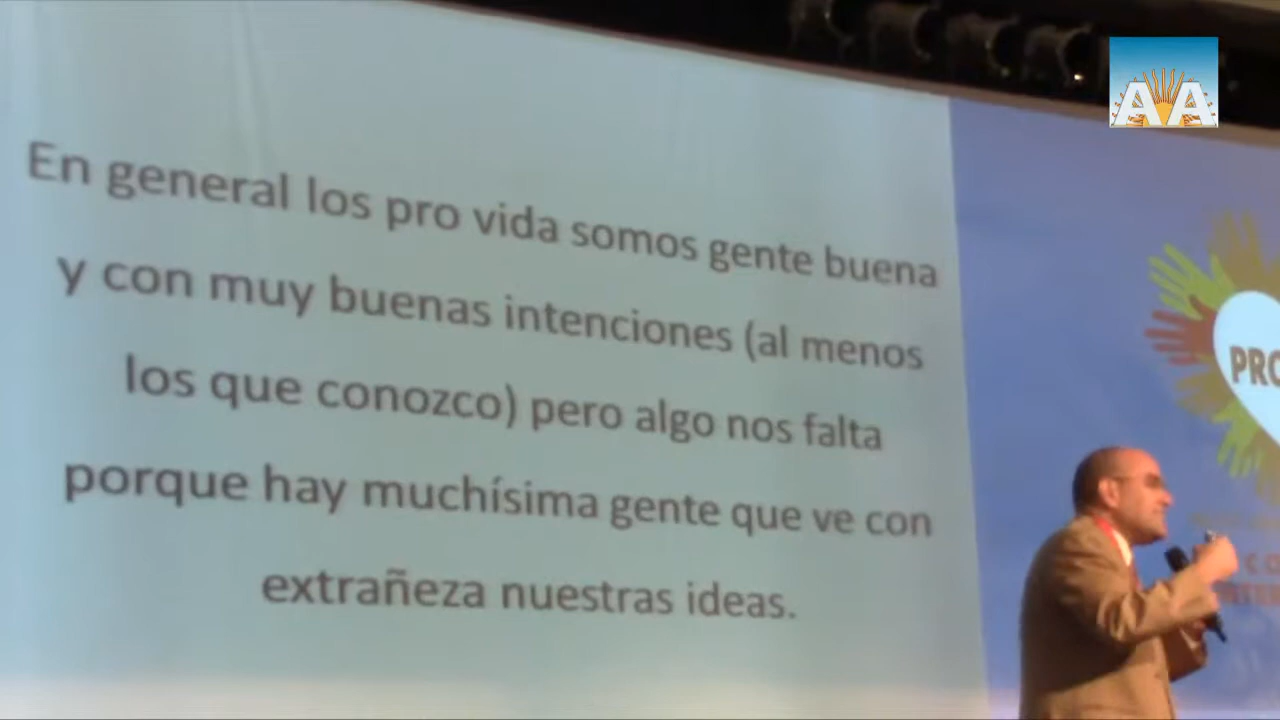 AVA
En general los pro vida somos gente buena
y con muy buenas intenciones (al menos
los que conozco) pero algo nos falta
porque hay muchísima gente que ve con
extrañeza nuestras ideas.
PRO